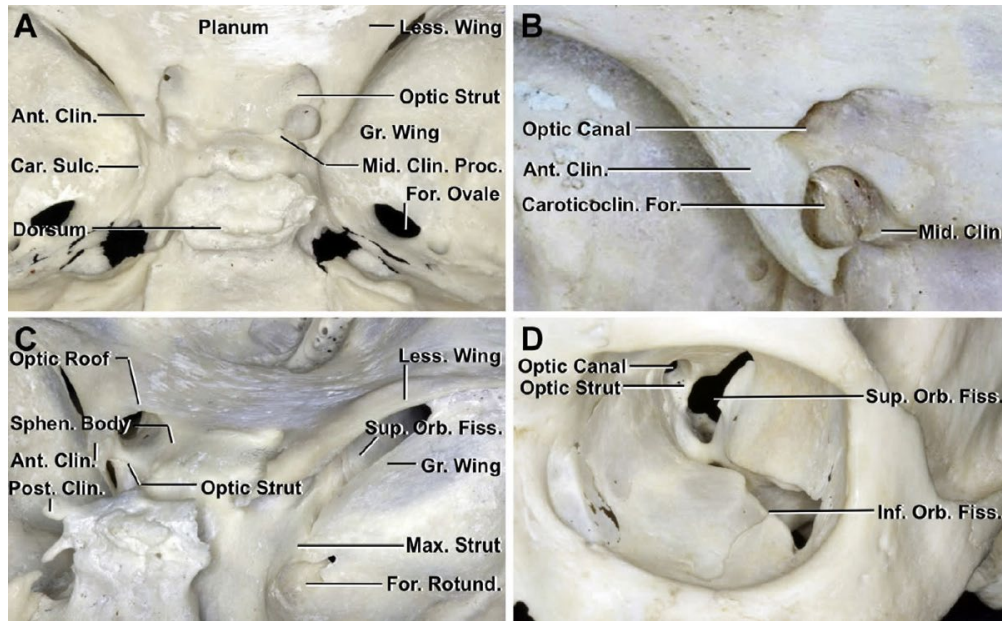 A
Planum
Less. Wing
Optic Strut
Ant. Clin.
Gr. Wing
Car. Sulc.
Mid. Clin. Proc.
For. Ovale
Dorsum
B
Optic Canal
Ant. Clin.
Caroticoclin. For.
Mid. Clin.
C
Optic Roof
Less. Wing
Sphen. Body
Sup. Orb. Fiss.
Ant. Clin.
Gr. Wing
Post. Clin.
Optic Strut
Max. Strut
For. Rotund.
D
Optic Canal
Optic Strut
Sup. Orb. Fiss.
Inf. Orb. Fiss.